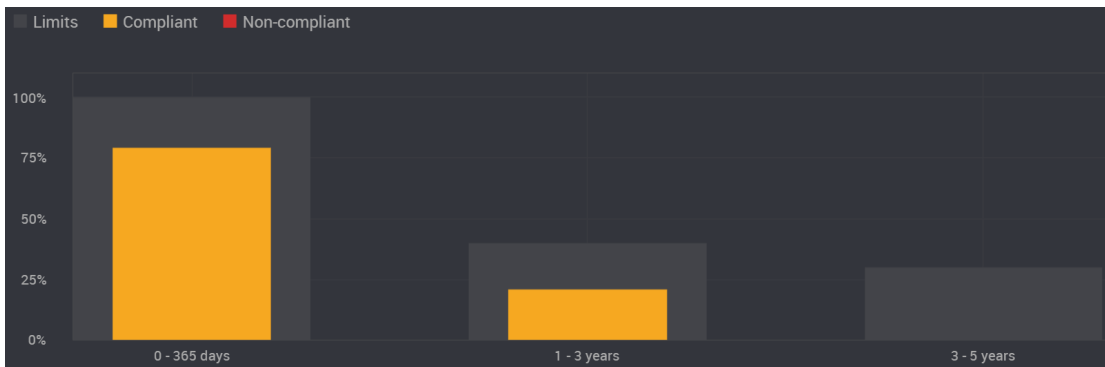 Limits Compliant Non-compliant
100%
75%
50%
25%
0%
0 - 365 days 1 - 3 years 3 - 5 years